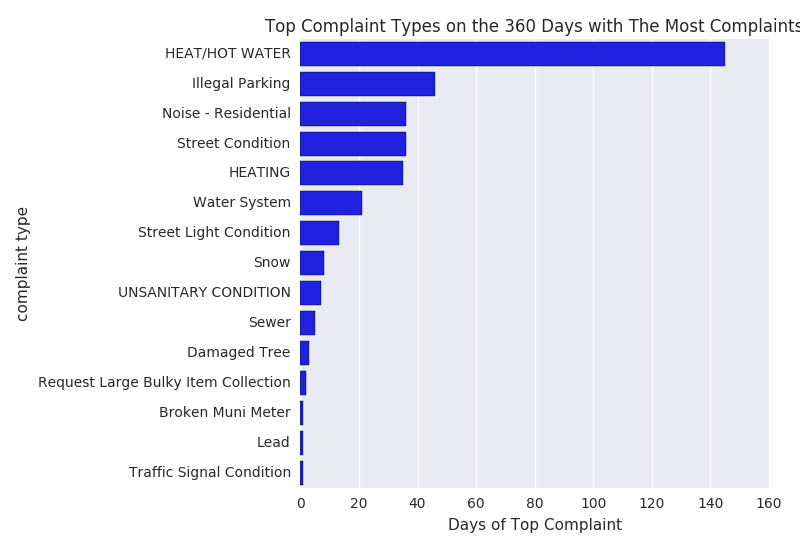 Top Complaint Types on the 360 Days with The Most Complaints
HEAT/HOT WATER
Illegal Parking
Noise - Residential
Street Condition
HEATING
Water System
Street Light Condition
Snow
UNSANITARY CONDITION
Sewer
Damaged Tree
Request Large Bulky Item Collection
Broken Muni Meter
Lead
Traffic Signal Condition
complaint type
0 20 40 60 80 100 120 140 160
Days of Top Complaint